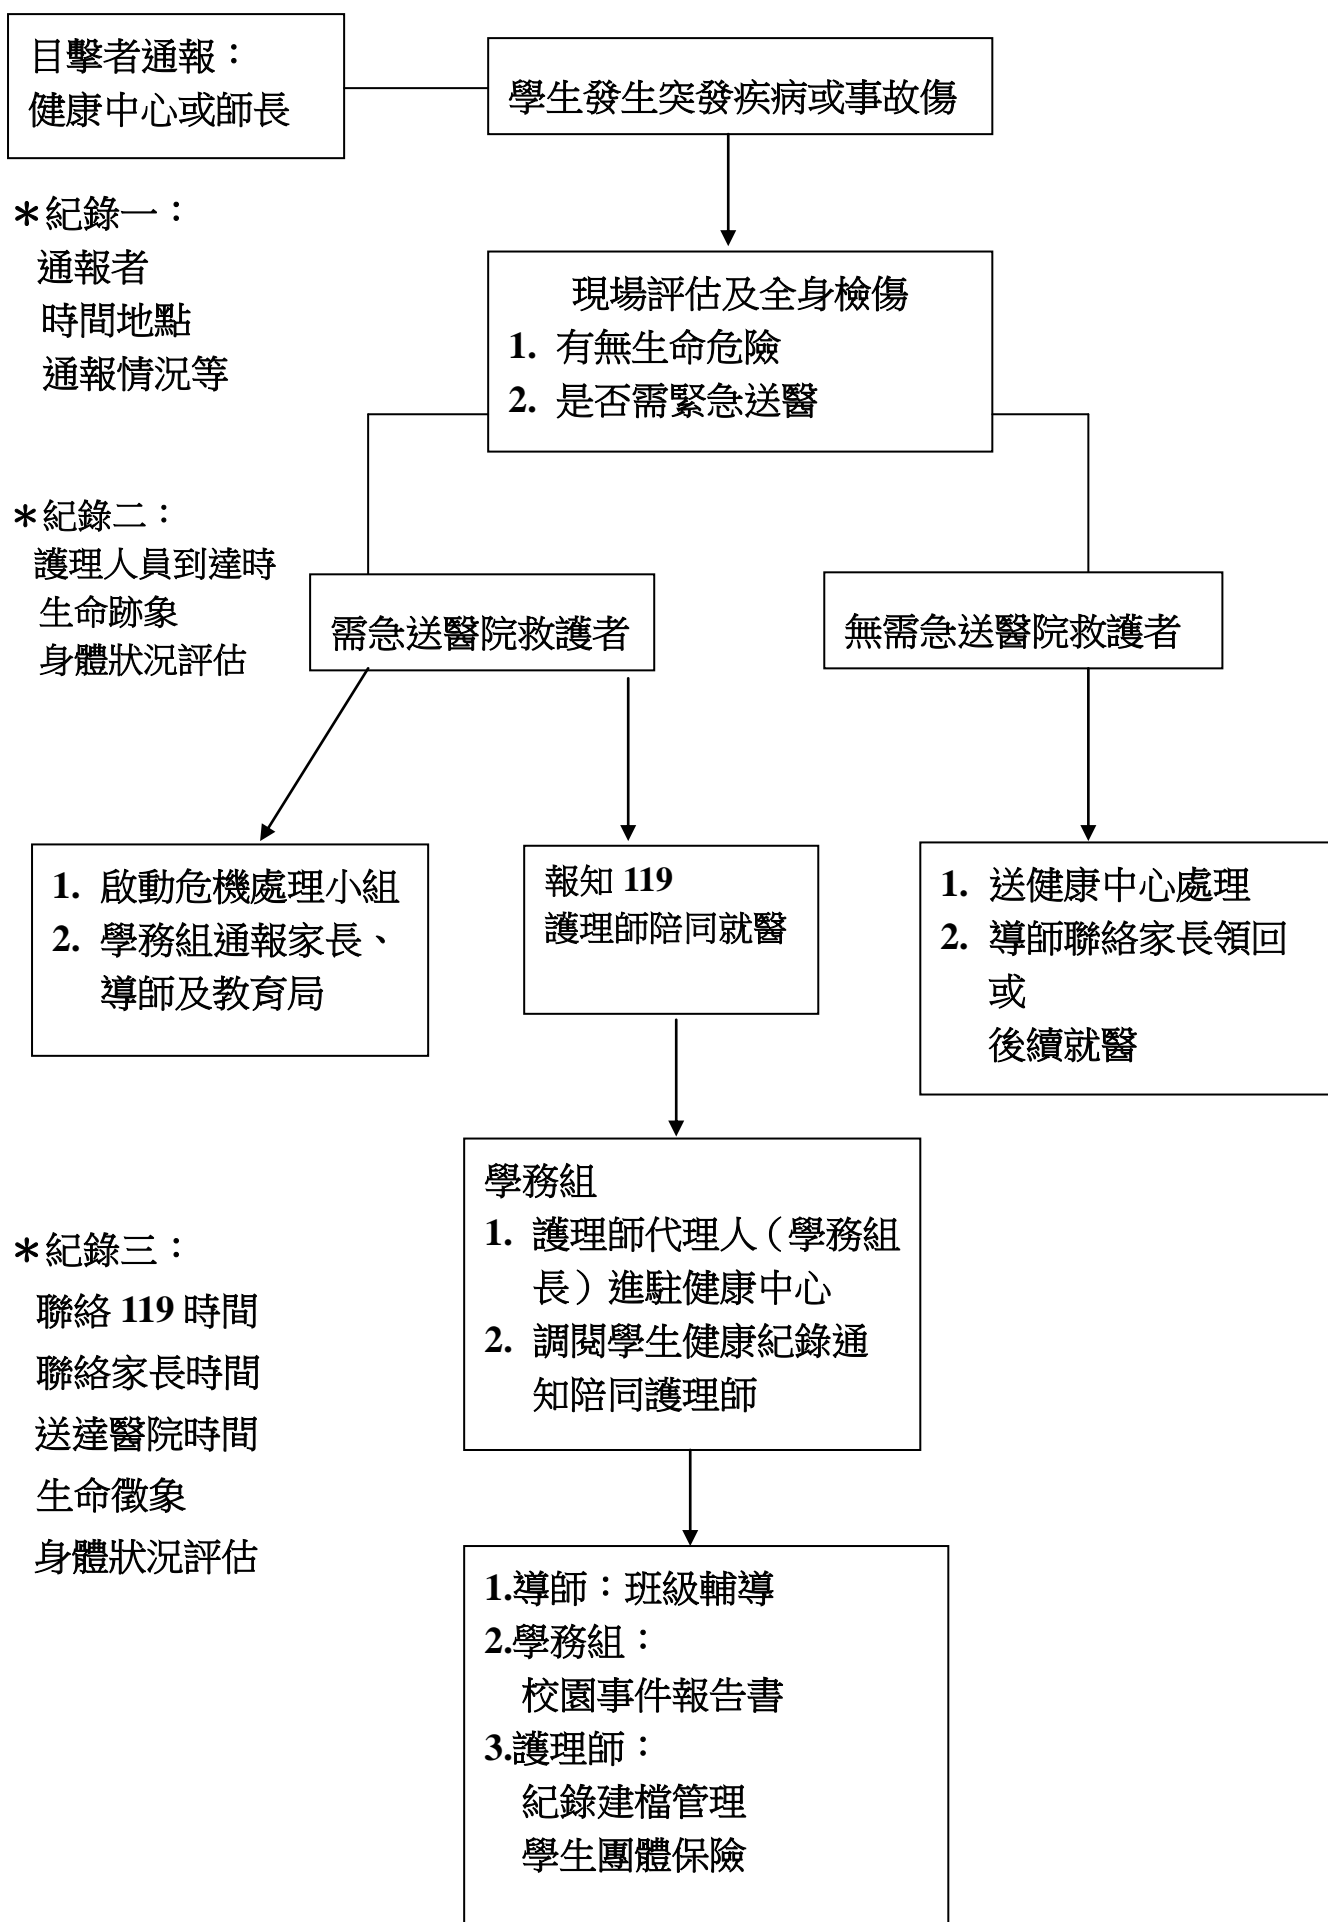 目擊者通報：
健康中心或師長
學生發生突發疾病或事故傷
＊紀錄一：
通報者
時間地點
通報情況等
現場評估及全身檢傷
1. 有無生命危險
2. 是否需緊急送醫
＊紀錄二：
護理人員到達時
生命跡象
身體狀況評估
需急送醫院救護者
無需急送醫院救護者
1. 啟動危機處理小組
2. 學務組通報家長、
導師及教育局
報知 119
護理師陪同就醫
1. 送健康中心處理
2. 導師聯絡家長領回
或
後續就醫
學務組
1. 護理師代理人（學務組
長）進駐健康中心
2. 調閱學生健康紀錄通
知陪同護理師
＊紀錄三：
聯絡 119 時間
聯絡家長時間
送達醫院時間
生命徵象
身體狀況評估
1.導師：班級輔導
2.學務組：
校園事件報告書
3.護理師：
紀錄建檔管理
學生團體保險